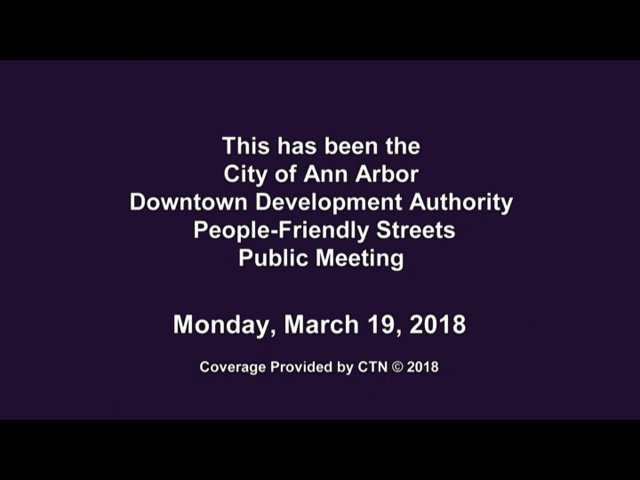 This has been the
City of Ann Arbor
Downtown Development Authority
People-Friendly Streets
Public Meeting
Monday, March 19, 2018
Coverage Provided by CTN © 2018